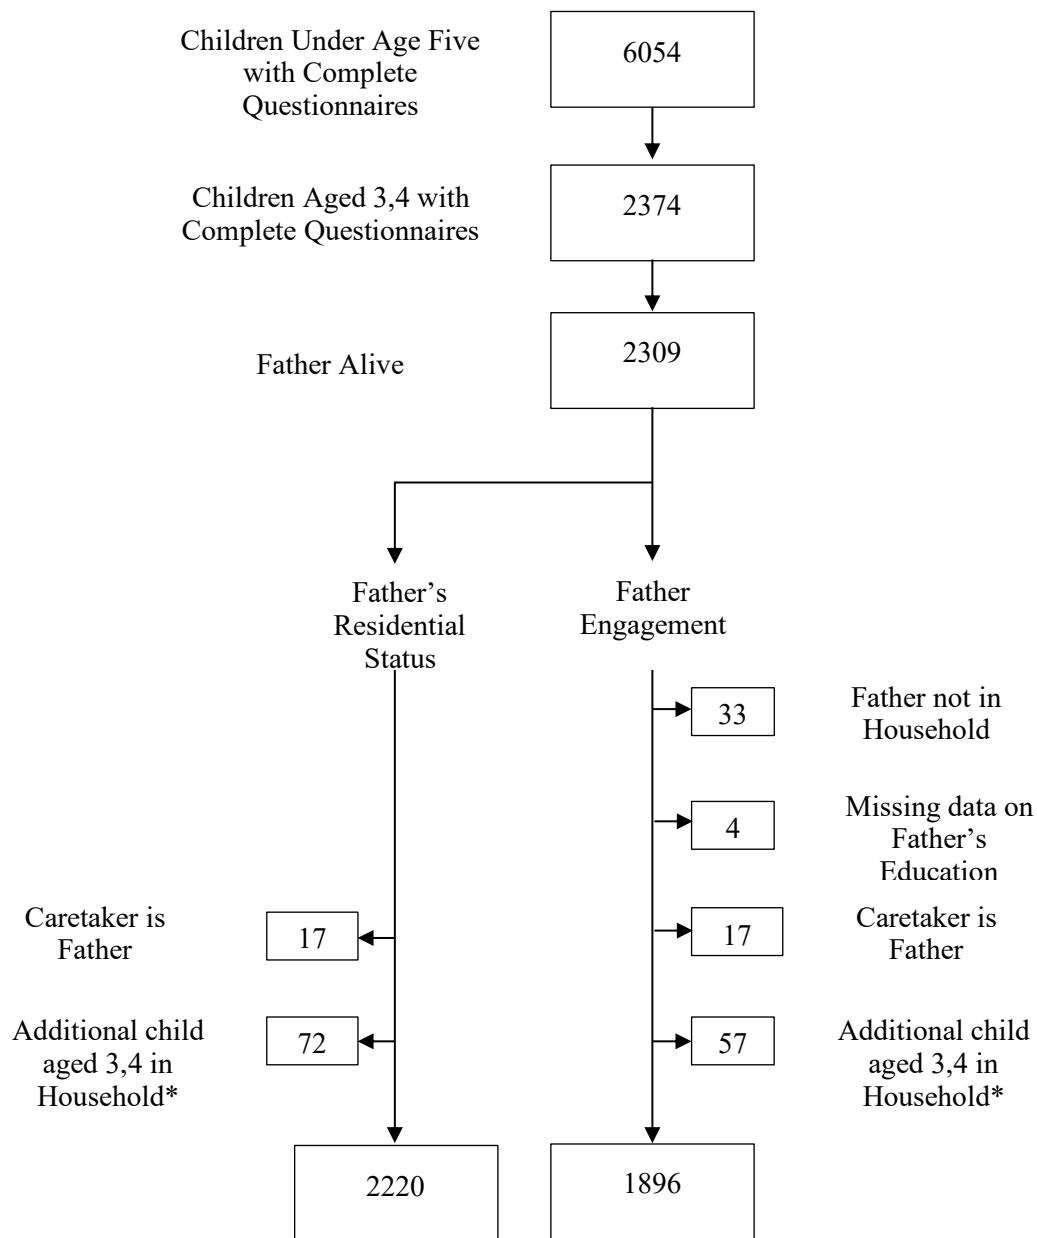 Children Under Age Five
with Complete
Questionnaires
6054
Children Aged 3,4 with
Complete Questionnaires
2374
Father Alive
2309
Father’s
Residential
Status
Father
Engagement
33
Father not in
Household
4
Missing data on
Father’s
Education
Caretaker is
Father
17
17
Caretaker is
Father
Additional child
aged 3,4 in
Household*
72
57
Additional child
aged 3,4 in
Household*
2220
1896